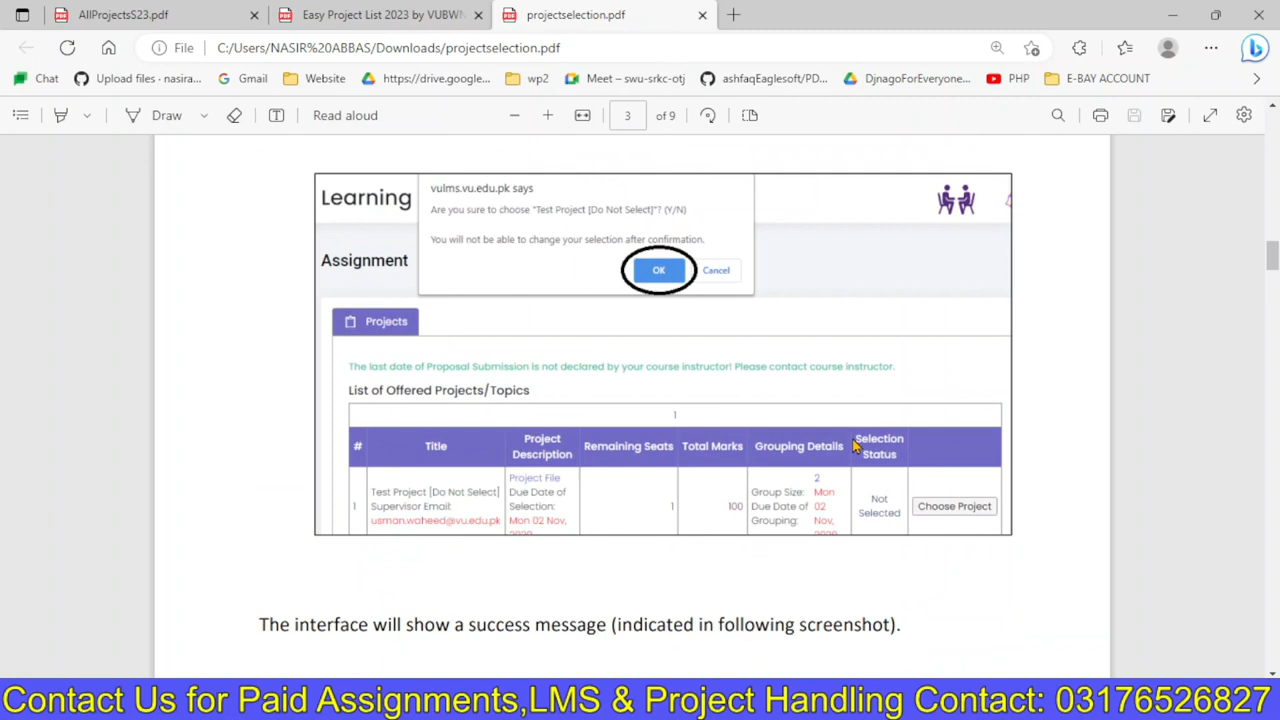 AllProjectsS23.pdf
Easy Project List 2023 by VUBWN
projectselection.pdf
File
C:/Users/NASIR%20ABBAS/Downloads/projectselection.pdf
Chat
Upload files · nasira...
Gmail
Website
https://drive.google...
wp2
Meet – swu-srkc-otj
ashfaqEaglesoft/PD...
DjnagoForEveryone...
PHP
E-BAY ACCOUNT
Draw
Read aloud
3 of 9
Learning
vulms.vu.edu.pk says
Are you sure to choose "Test Project [Do Not Select]"? (Y/N)
You will not be able to change your selection after confirmation.
OK
Cancel
Assignment
Projects
The last date of Proposal Submission is not declared by your course instructor! Please contact course instructor.
List of Offered Projects/Topics
1
#
Title
Project
Description
Remaining Seats
Total Marks
Grouping Details
Selection
Status
1
Test Project [Do Not Select]
Supervisor Email:
usman.waheed@vu.edu.pk
Project File
Due Date of
Selection:
Mon 02 Nov,
1
100
Group Size:
Due Date of
Grouping:
2
Mon
02
Nov,
Not
Selected
Choose Project
The interface will show a success message (indicated in following screenshot).
Contact Us for Paid Assignments,LMS & Project Handling Contact: 03176526827